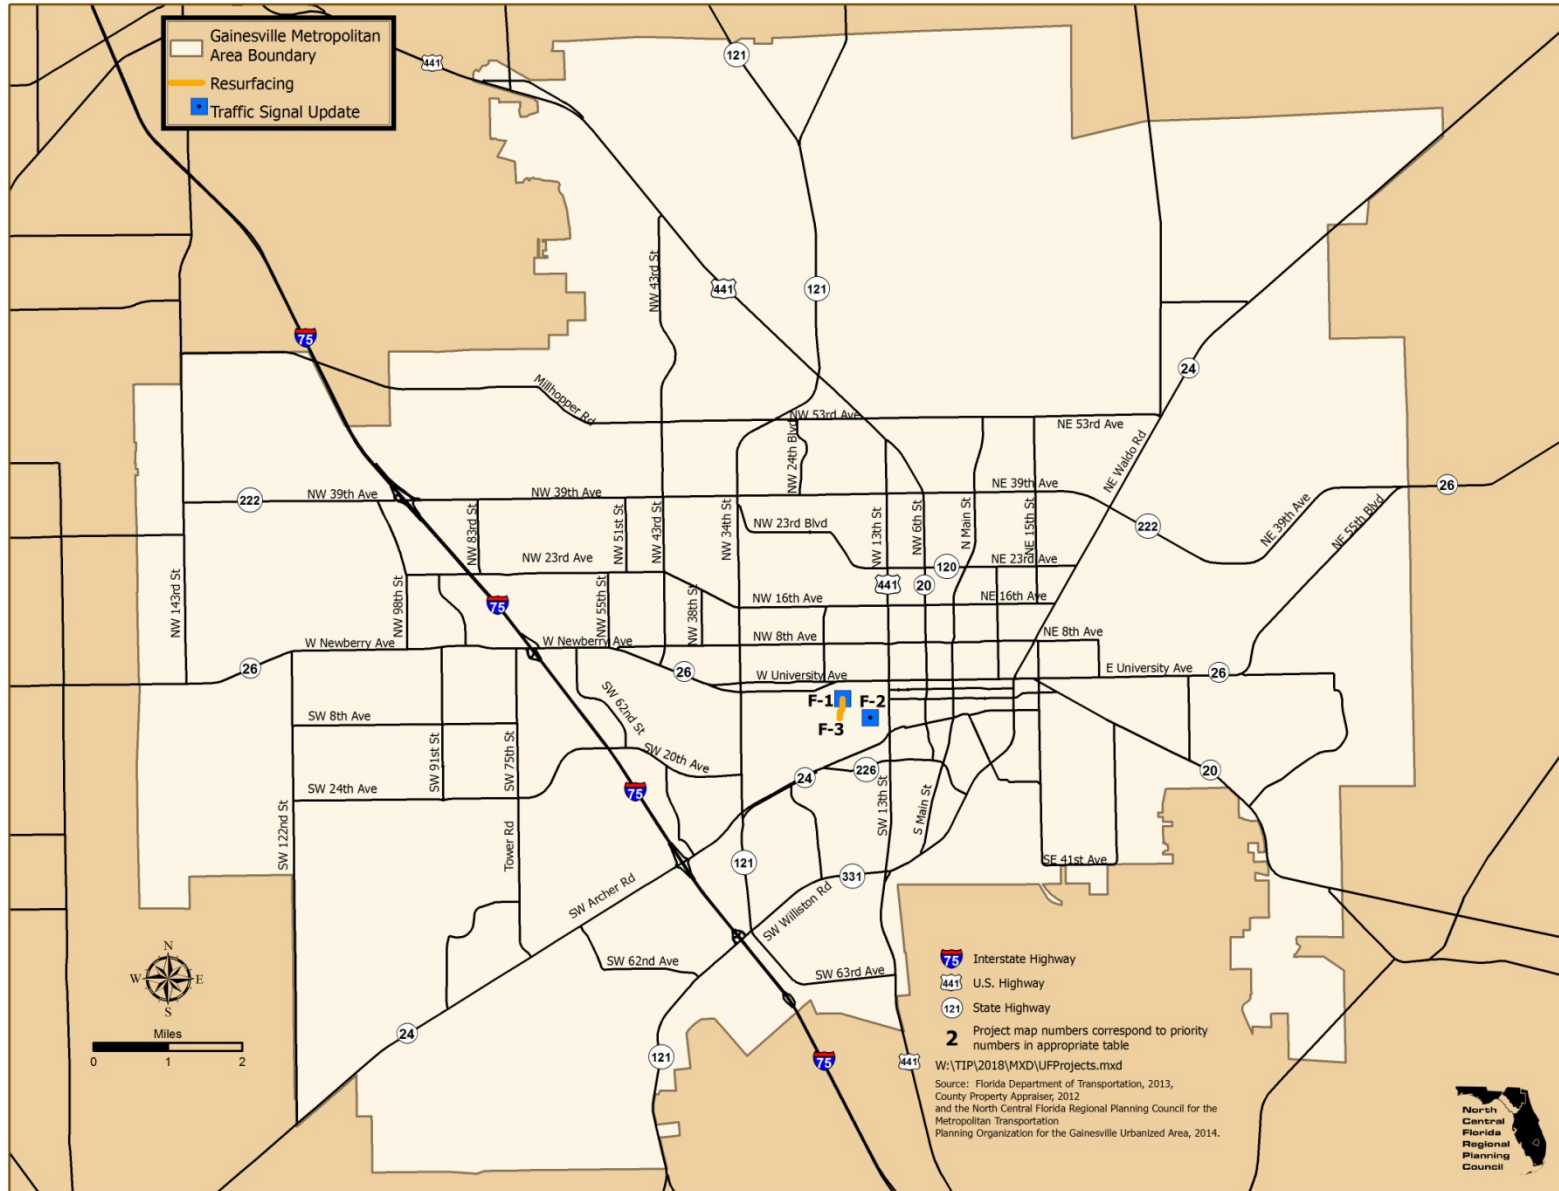 Gainesville Metropolitan
Area Boundary
Resurfacing
Traffic Signal Update
441
121
75
NW 43rd St
441
121
24
Millhopper Rd
NW 53rd Ave
NE 53rd Ave
NW 24th Blvd
NE Waldo Rd
222
NW 39th Ave
NW 39th Ave
NE 39th Ave
26
NW 83rd St
NW 51st St
NW 43rd St
NW 34th St
NW 23rd Blvd
NW 13th St
NW 6th St
N Main St
NE 15th St
222
NE 39th Ave
NE 55th Blvd
NW 23rd Ave
120
NE 23rd Ave
NW 143rd St
NW 98th St
75
NW 55th St
NW 38th St
NW 16th Ave
441
20
NE 16th Ave
W Newberry Ave
W Newberry Ave
NW 8th Ave
NE 8th Ave
26
26
W University Ave
E University Ave
26
SW 62nd St
F-1
F-2
F-3
SW 8th Ave
SW 91st St
SW 75th St
SW 20th Ave
24
226
20
SW 24th Ave
75
SW 122nd St
Tower Rd
SW 13th St
S Main St
121
331
SE 41st Ave
SW Archer Rd
SW Williston Rd
SW 62nd Ave
SW 63rd Ave
24
121
75
441
N
W
E
S
Miles
0
1
2
75 Interstate Highway
441 U.S. Highway
121 State Highway
2 Project map numbers correspond to priority
numbers in appropriate table
W:\TIP\2018\MXD\UFProjects.mxd
Source: Florida Department of Transportation, 2013,
County Property Appraiser, 2012
and the North Central Florida Regional Planning Council for the
Metropolitan Transportation
Planning Organization for the Gainesville Urbanized Area, 2014.
North
Central
Florida
Regional
Planning
Council